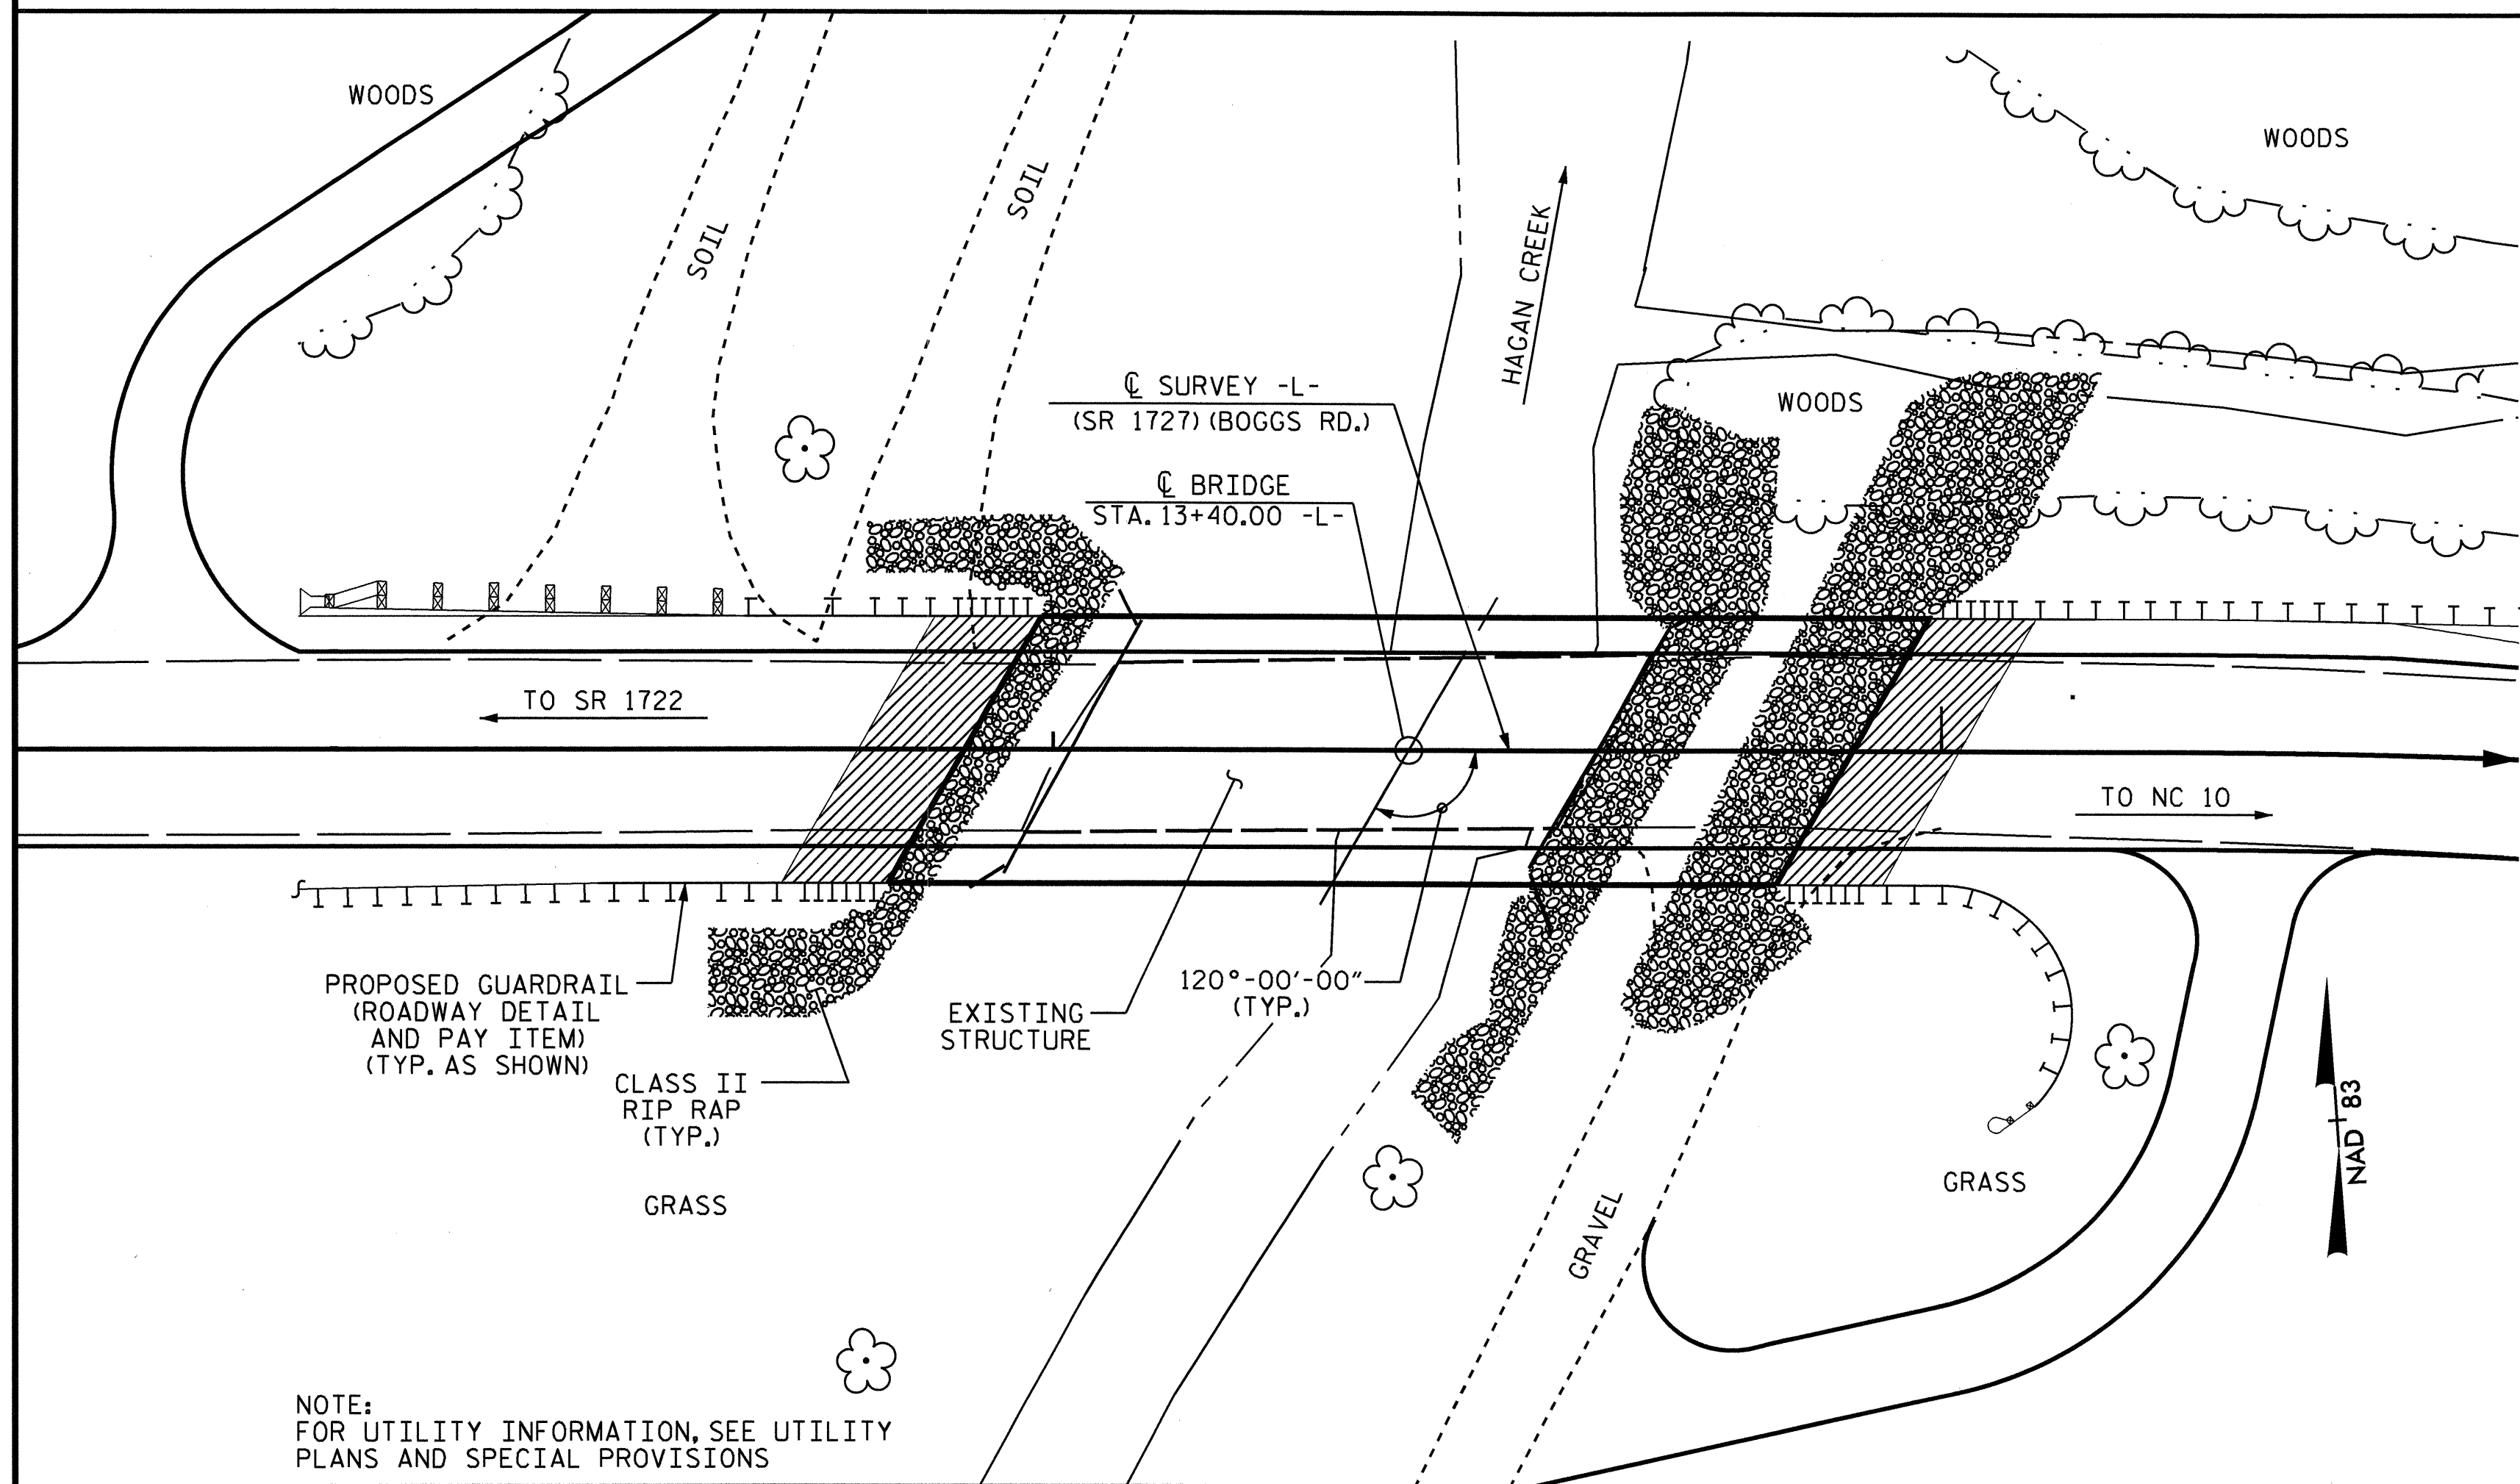 WOODS
WOODS
SOIL
SOIL
HAGAN CREEK
℄ SURVEY -L-
(SR 1727) (BOGGS RD.)
WOODS
℄ BRIDGE
STA. 13+40.00 -L-
TO SR 1722
TO NC 10
PROPOSED GUARDRAIL
(ROADWAY DETAIL
AND PAY ITEM)
(TYP. AS SHOWN)
EXISTING
STRUCTURE
120°-00'-00"
(TYP.)
CLASS II
RIP RAP
(TYP.)
GRASS
GRAVEL
GRASS
NAD 83
NOTE:
FOR UTILITY INFORMATION, SEE UTILITY
PLANS AND SPECIAL PROVISIONS